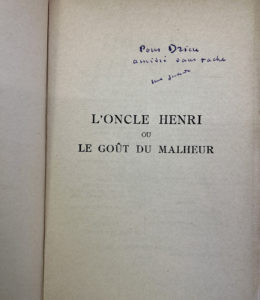 Pour Drieu
amitié sans tache
L'ONCLE HENRI
OU
LE GOÛT DU MALHEUR